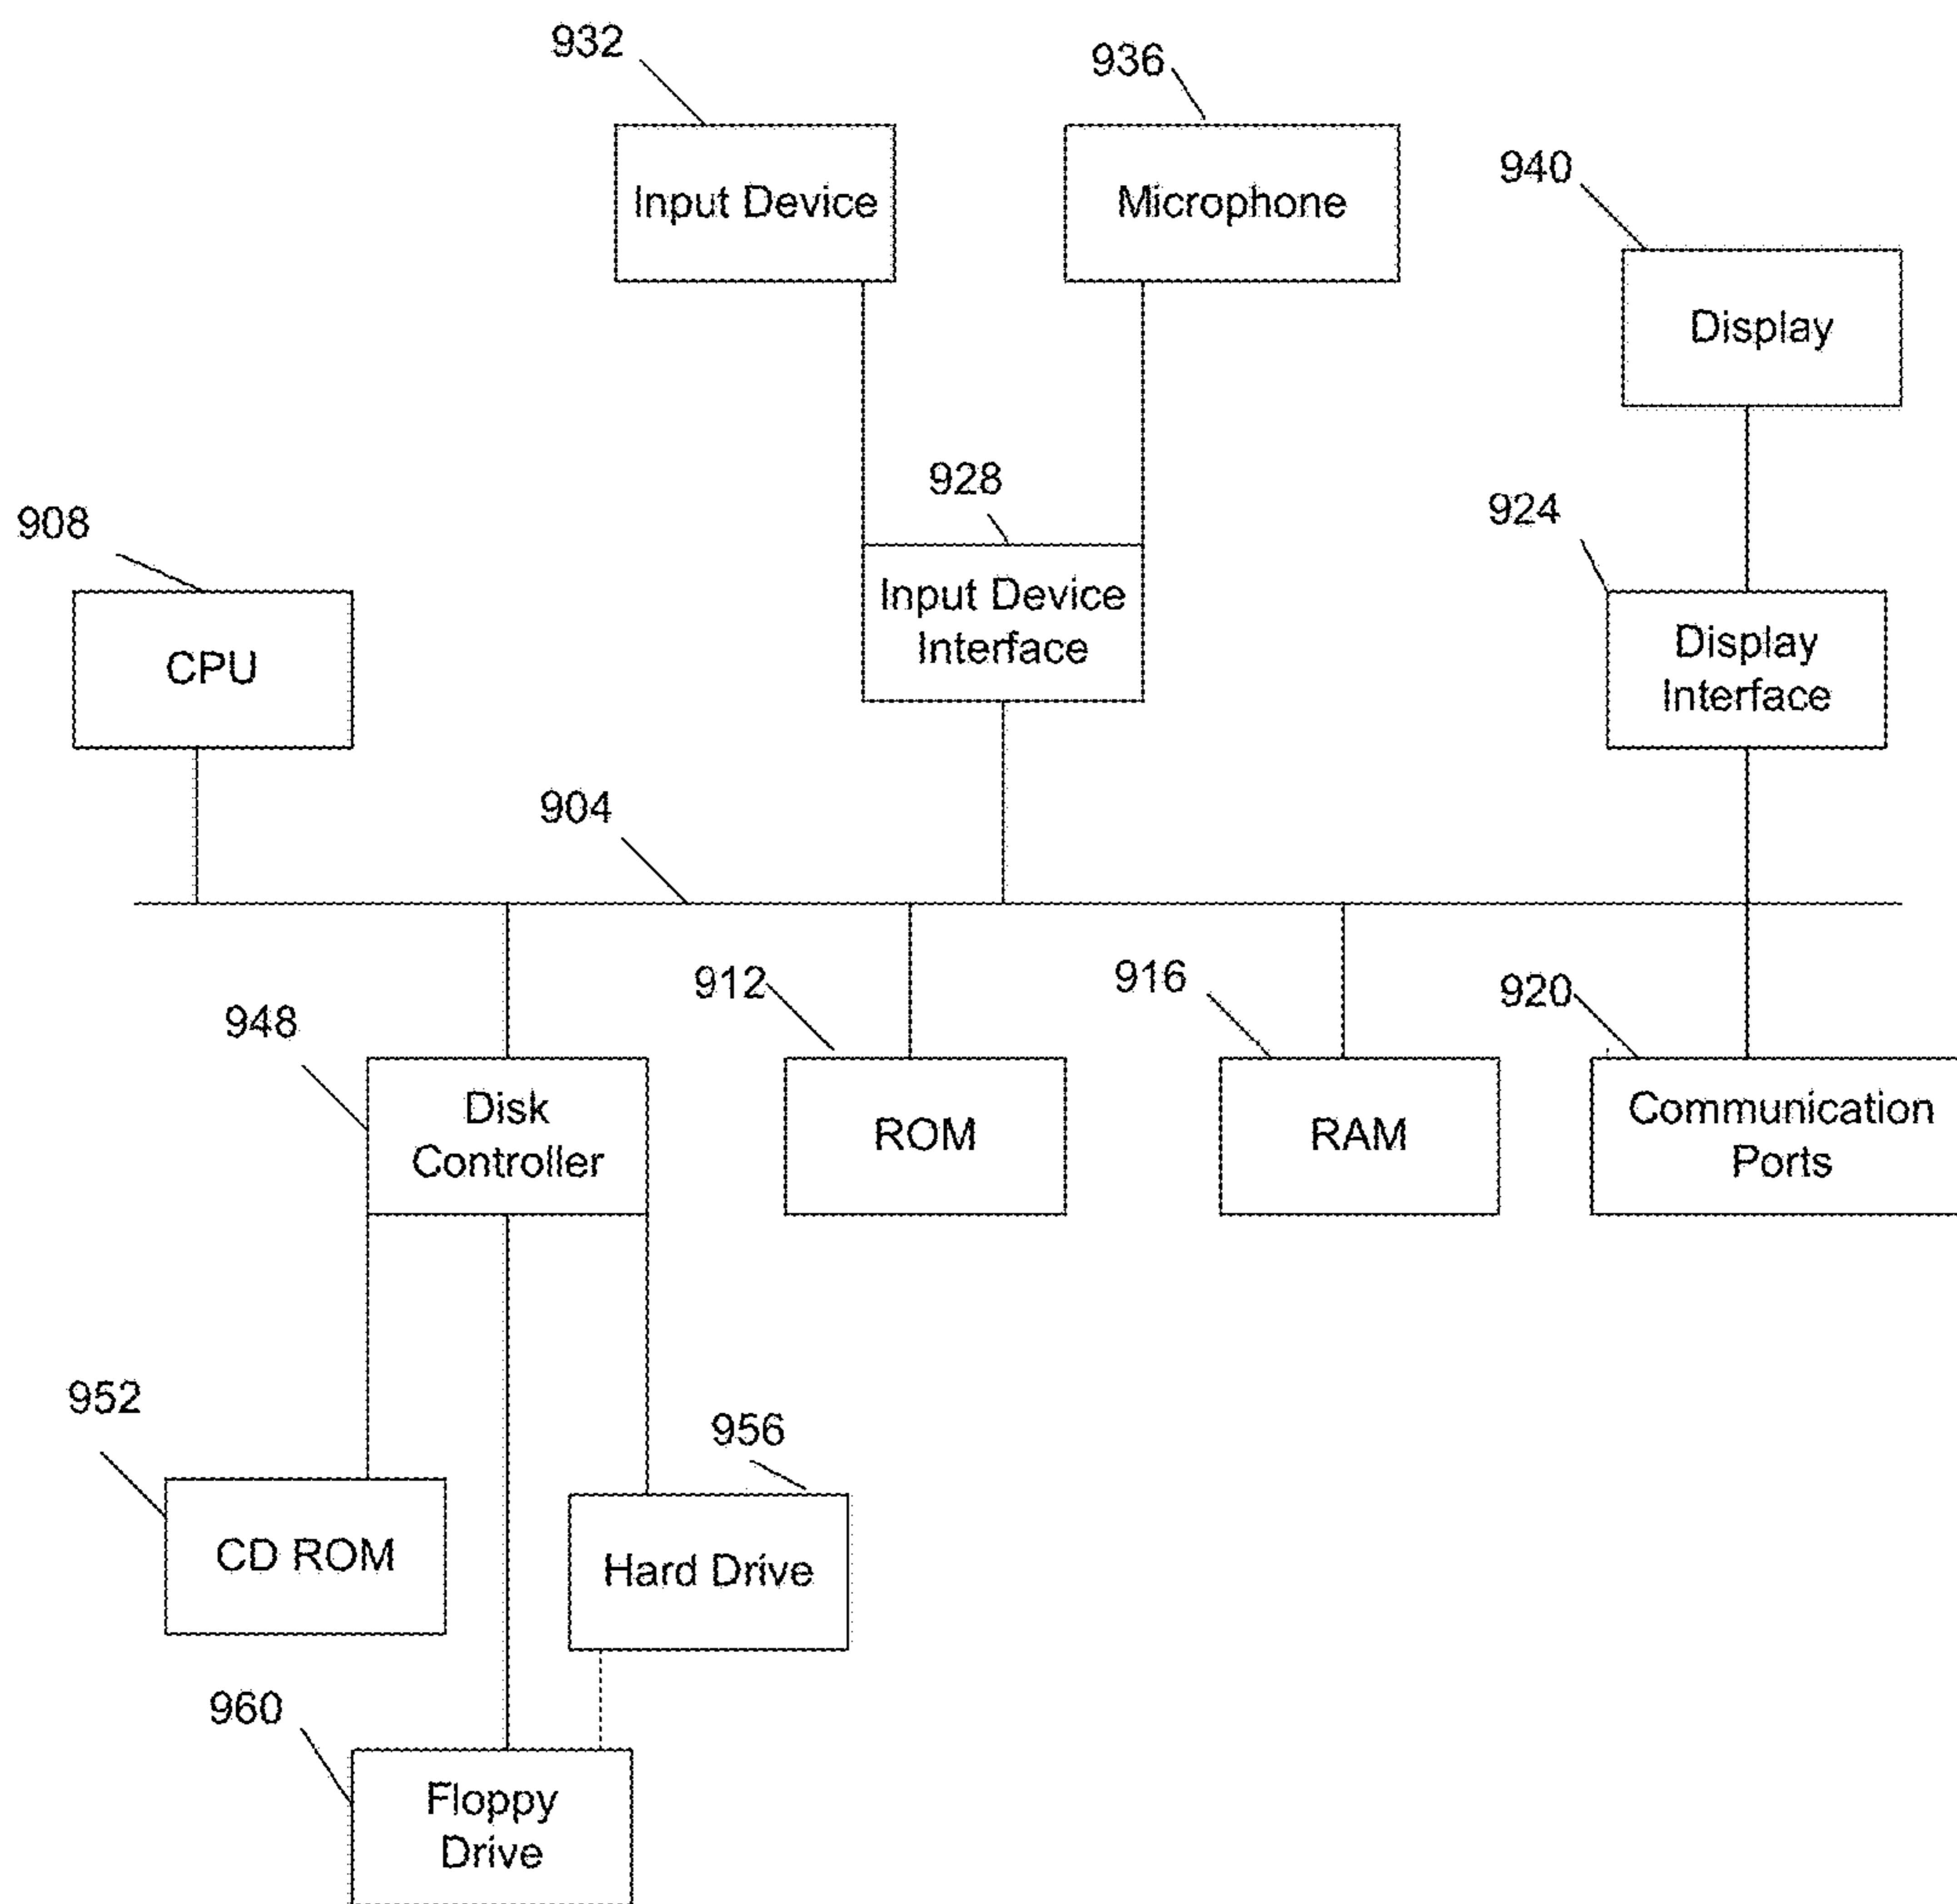 932
936
Input Device
Microphone
940
Display
928
924
908
Input Device
Interface
Display
Interface
CPU
904
912
916
920
948
Disk
Controller
ROM
RAM
Communication
Ports
952
956
CD ROM
Hard Drive
960
Floppy
Drive